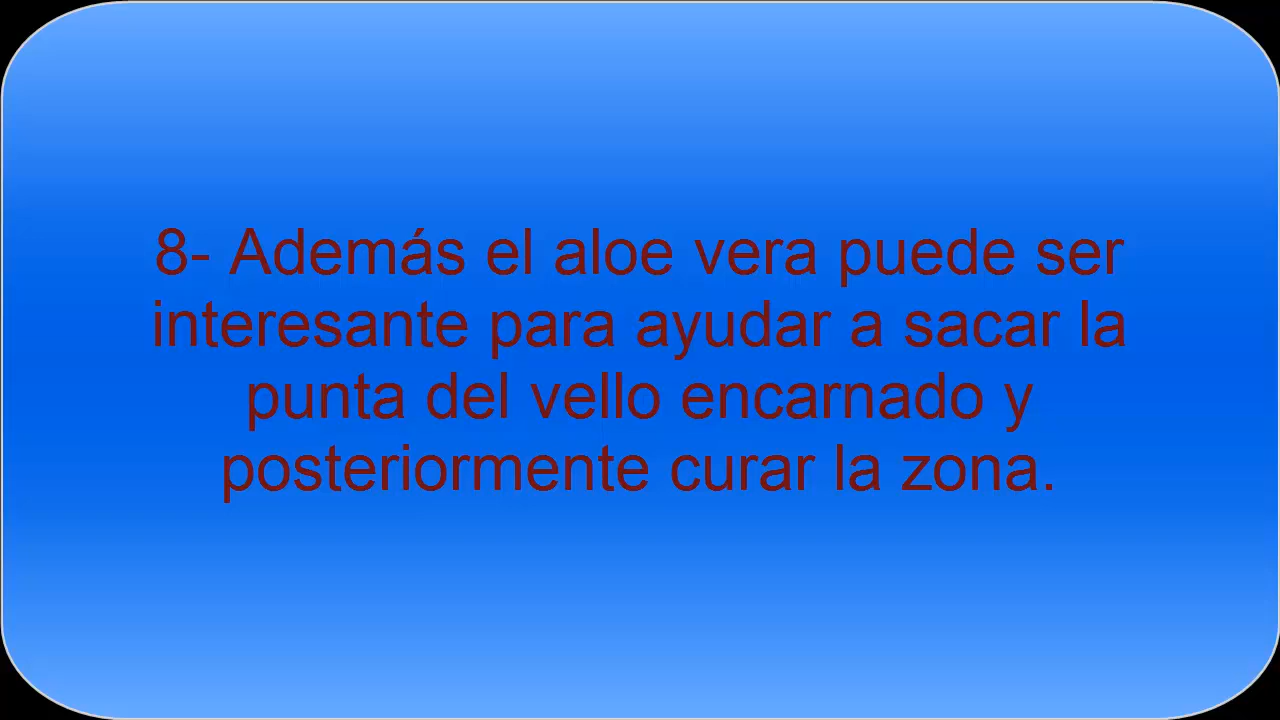 8- Además el aloe vera puede ser
interesante para ayudar a sacar la
punta del vello encarnado y
posteriormente curar la zona.